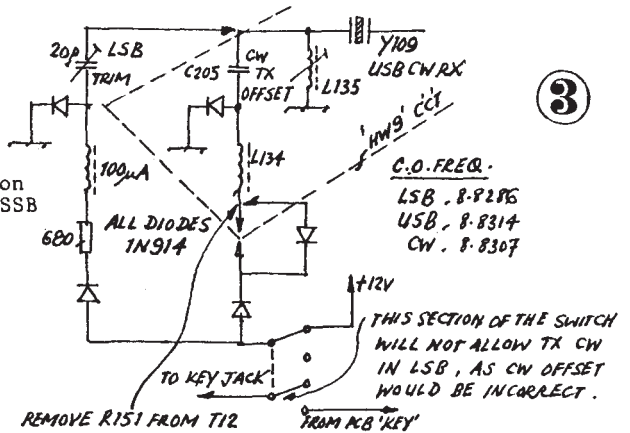 20p LSB
TRIM
C205
CW
TX
OFFSET
L135
Y109
USB CW RX
3
'HW9' CCT
on
SSB
100µA
L134
680
ALL DIODES
1N914
C.O. FREQ.
LSB. 8.8286
USB. 8.8314
CW. 8.8307
+12V
THIS SECTION OF THE SWITCH
WILL NOT ALLOW TX CW
IN LSB, AS CW OFFSET
WOULD BE INCORRECT.
TO KEY JACK
REMOVE R151 FROM T12
FROM PCB 'KEY'